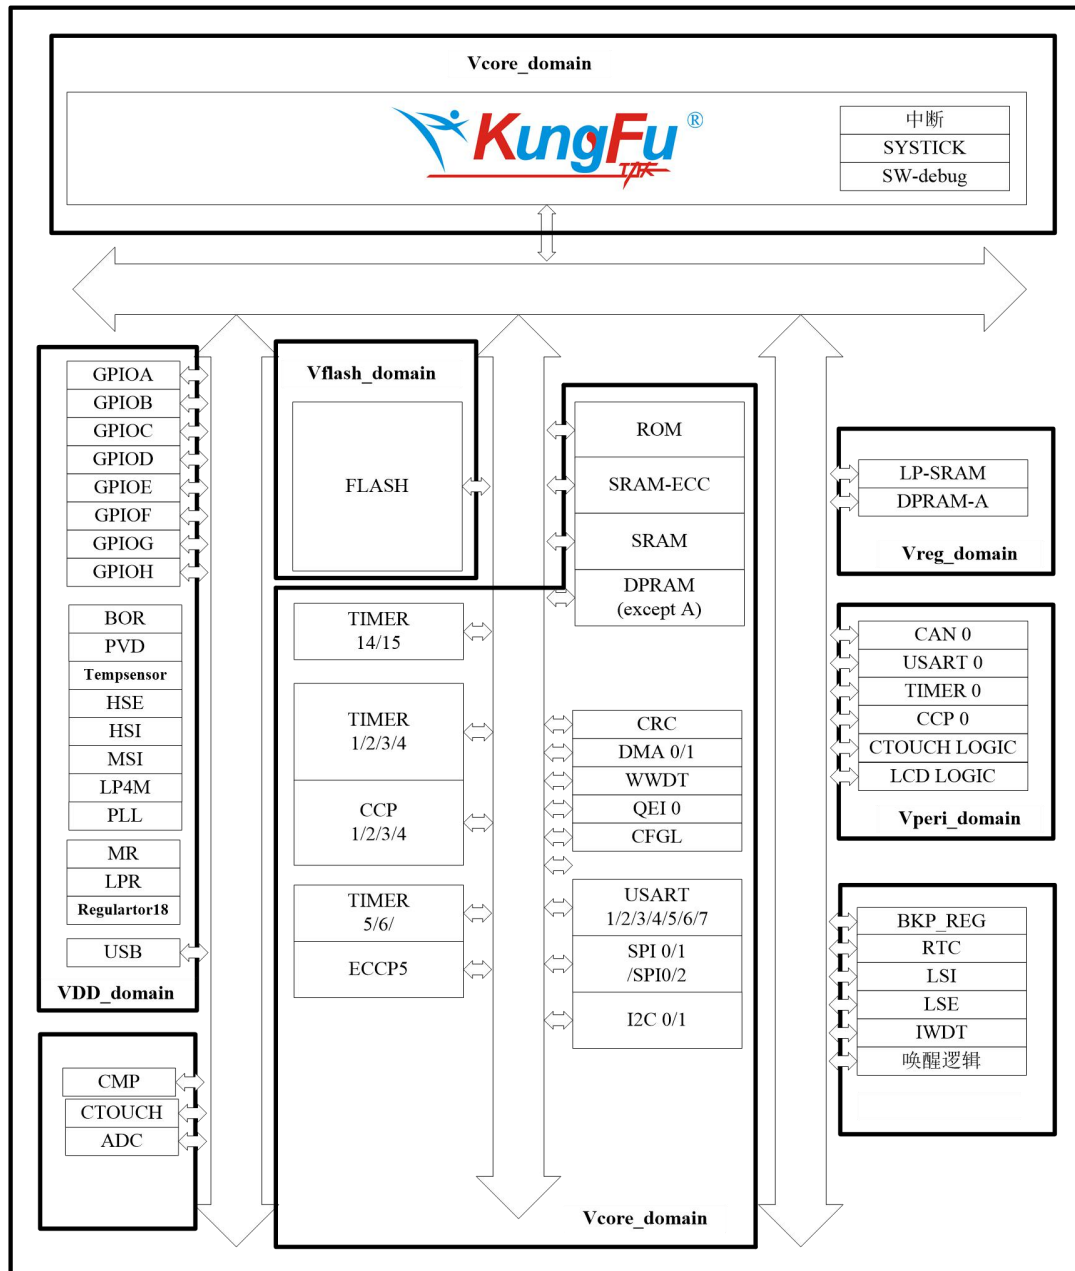 Vcore_domain
KungFu®
功夫
中断
SYSTICK
SW-debug
GPIOA
GPIOB
GPIOC
GPIOD
GPIOE
GPIOF
GPIOG
GPIOH
BOR
PVD
Tempsensor
HSE
HSI
MSI
LP4M
PLL
MR
LPR
Regulartor18
USB
VDD_domain
CMP
CTOUCH
ADC
Vflash_domain
FLASH
TIMER
14/15
TIMER
1/2/3/4
CCP
1/2/3/4
TIMER
5/6/
ECCP5
ROM
SRAM-ECC
SRAM
DPRAM
(except A)
CRC
DMA 0/1
WWDT
QEI 0
CFGL
USART
1/2/3/4/5/6/7
SPI 0/1
/SPI0/2
I2C 0/1
Vcore_domain
LP-SRAM
DPRAM-A
Vreg_domain
CAN 0
USART 0
TIMER 0
CCP 0
CTOUCH LOGIC
LCD LOGIC
Vperi_domain
BKP_REG
RTC
LSI
LSE
IWDT
唤醒逻辑